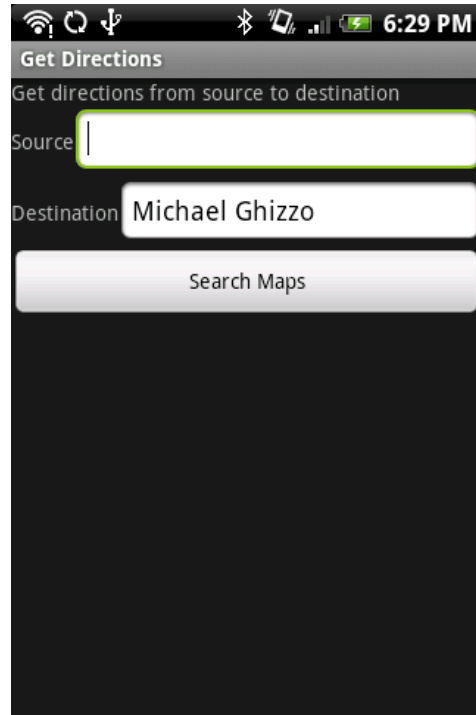 6:29 PM
Get Directions
Get directions from source to destination
Source
Destination Michael Ghizzo
Search Maps